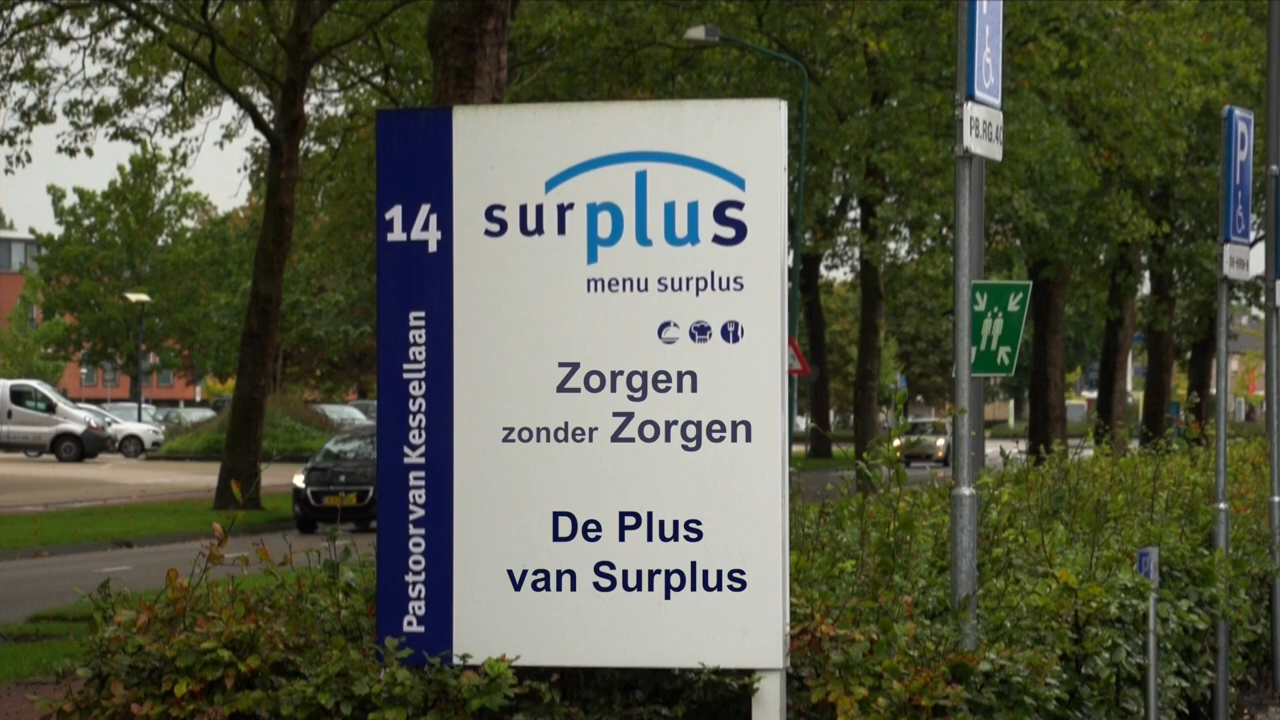 14
Pastoor van Kessellaan
surplus
menu surplus
Zorgen
zonder Zorgen
De Plus
van Surplus
P
P